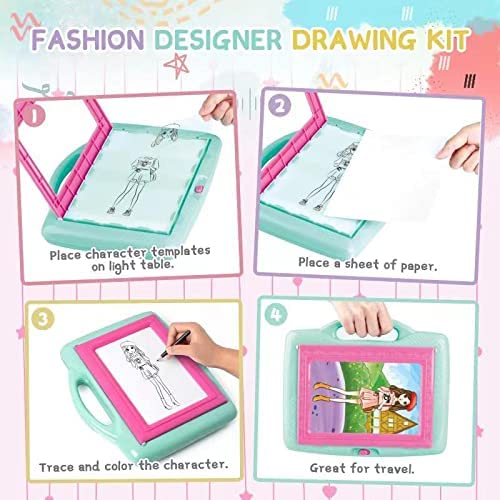 FASHION DESIGNER DRAWING KIT
1
Place character templates
on light table.
2
Place a sheet of paper.
3
Trace and color the character.
4
Great for travel.